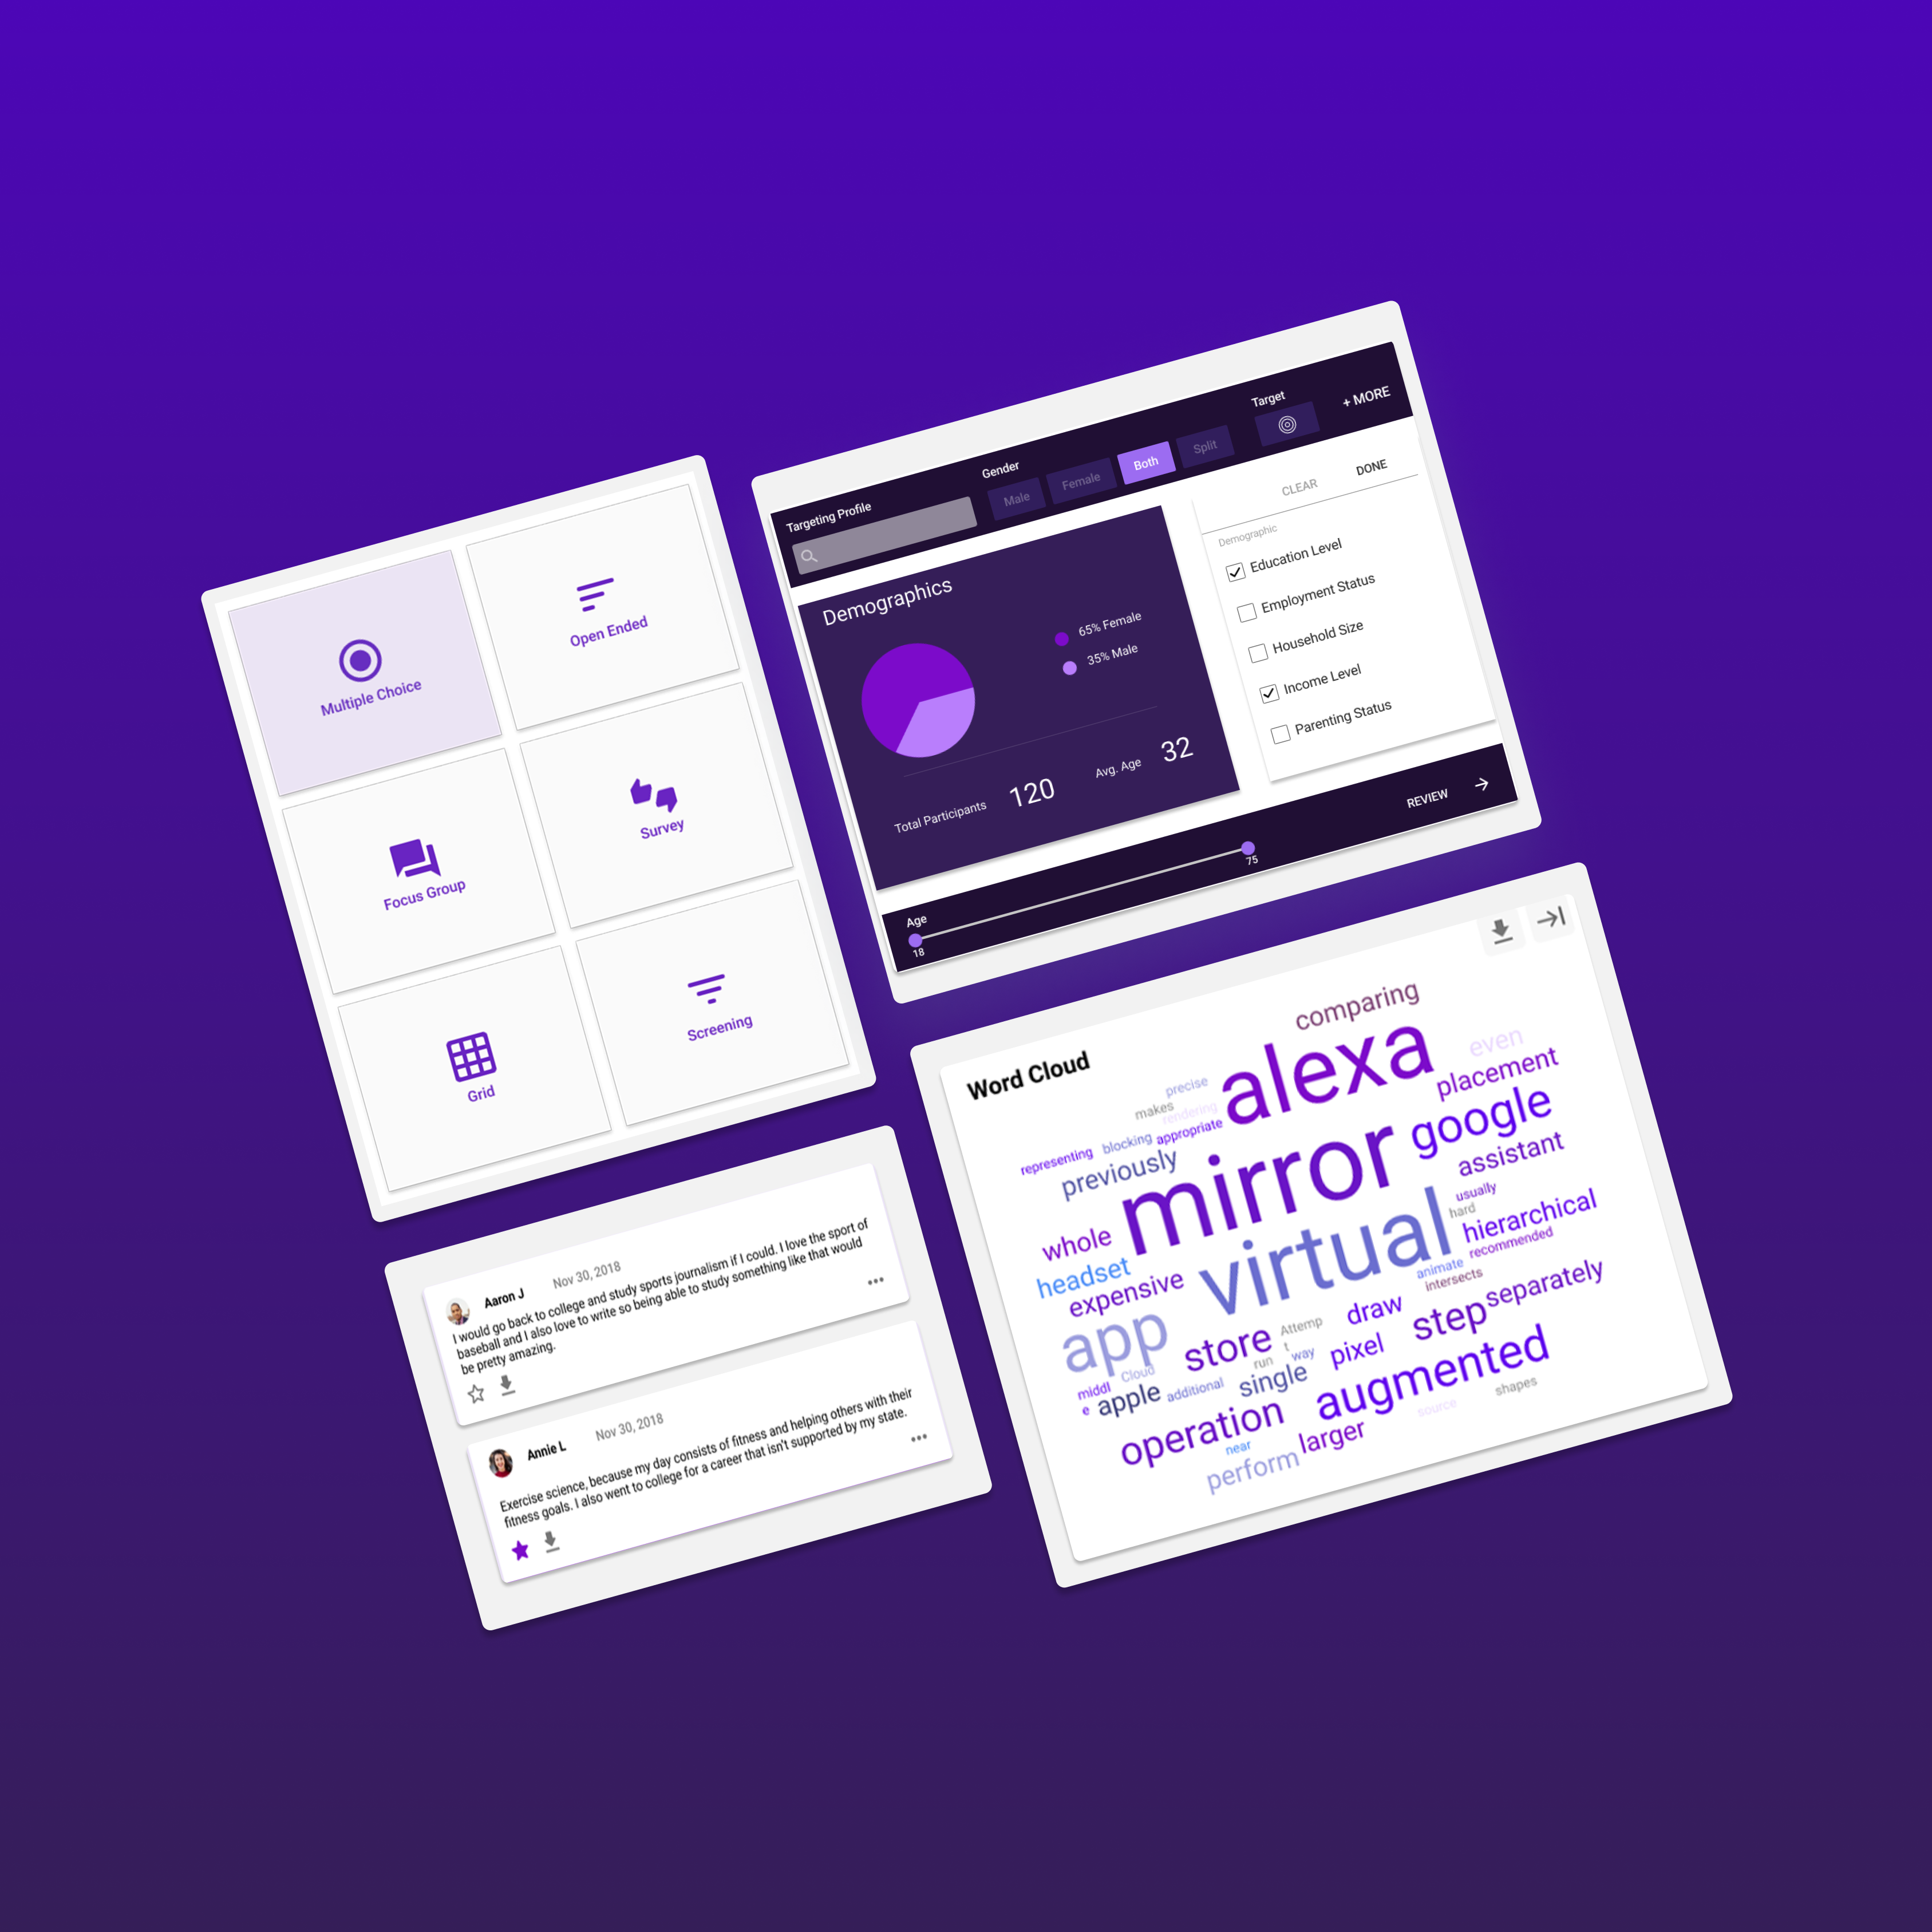 Multiple Choice
Open Ended
Focus Group
Survey
Grid
Screening
Targeting Profile
Gender
Male
Female
Both
Split
Target
+ MORE
Demographics
65% Female
35% Male
Total Participants
120
Avg. Age
32
CLEAR
DONE
Demographic
Education Level
Employment Status
Household Size
Income Level
Parenting Status
Age
18
75
REVIEW
Aaron J
Nov 30, 2018
I would go back to college and study sports journalism if I could. I love the sport of
baseball and I also love to write so being able to study something like that would
be pretty amazing.
Annie L
Nov 30, 2018
Exercise science, because my day consists of fitness and helping others with their
fitness goals. I also went to college for a career that isn't supported by my state.
Word Cloud
comparing
even
precise
alexa
placement
makes
rendering
google
representing
blocking
appropriate
previously
mirror
assistant
usually
hard
whole
virtual
hierarchical
recommended
headset
animate
intersects
expensive
separately
app
draw
step
store
Attemp
t
run
way
pixel
augmented
middl
e
Cloud
apple
additional
single
shapes
source
operation
near
larger
perform